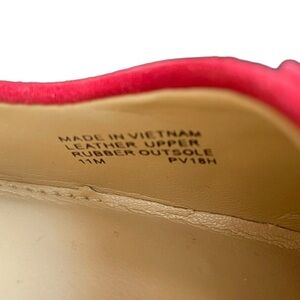 MADE IN VIETNAM
LEATHER UPPER
RUBBER OUTSOLE
11M PV18H